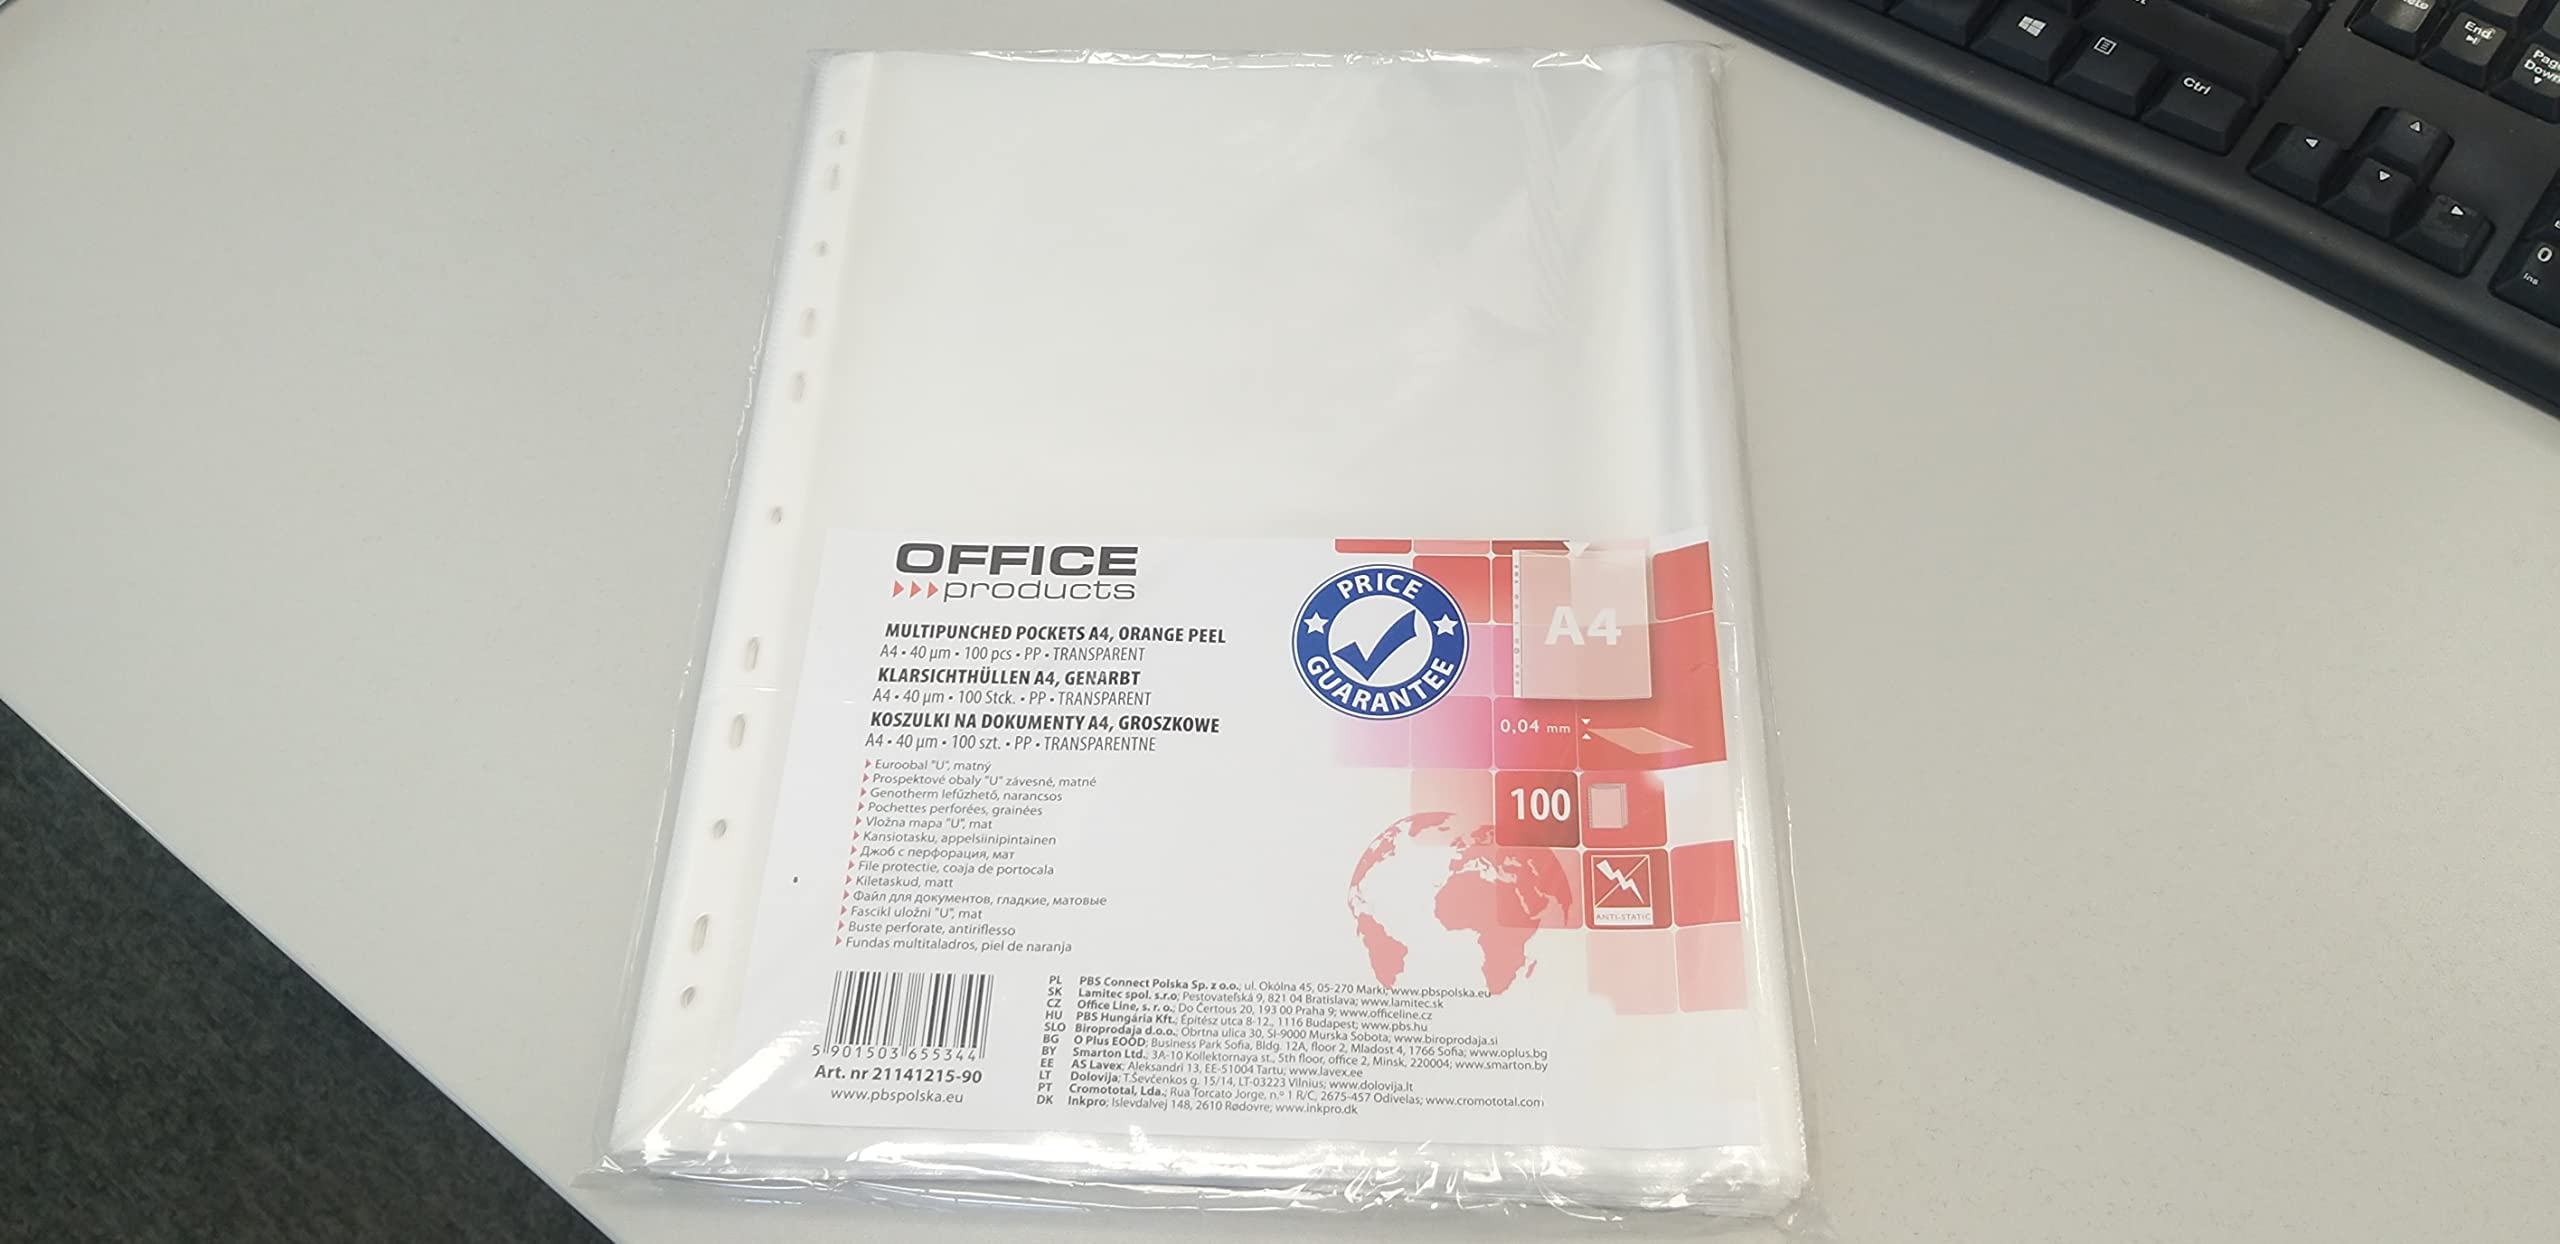 OFFICE
products
MULTIPUNCHED POCKETS A4, ORANGE PEEL
A4 • 40 µm • 100 pcs • PP • TRANSPARENT
KLARSICHTHÜLLEN A4, GENARBT
A4 • 40 µm • 100 Stck. • PP • TRANSPARENT
KOSZULKI NA DOKUMENTY A4, GROSZKOWE
A4 • 40 µm • 100 szt. • PP • TRANSPARENTNE
Euroobal "U", matný
Prospektové obaly "U" závesné, matné
Genotherm lefűzhető, narancsos
Pochettes perforées, grainées
Vložna mapa "U", mat
Kansiotasku, appelsiinipintainen
Джоб с перфорация, мат
File protectie, coaja de portocala
Kiletaskud, matt
Файл для документов, гладкие, матовые
Fascikl uložni "U", mat
Buste perforate, antiriflesso
Fundas multitaladros, piel de naranja
PRICE
GUARANTEE
A4
0,04 mm
100
ANTI-STATIC
5 901503 655344
Art. nr 21141215-90
www.pbspolska.eu
PL PBS Connect Polska Sp. z o.o.; ul. Okólna 45, 05-270 Marki; www.pbspolska.eu
SK Lamitec spol. s.r.o; Pestovateľská 9, 821 04 Bratislava; www.lamitec.sk
CZ Office Line, s. r. o.; Do Čertous 20, 193 00 Praha 9; www.officeline.cz
HU PBS Hungária Kft.; Építész utca 8-12., 1116 Budapest; www.pbs.hu
SLO Biroprodaja d.o.o.; Obrtna ulica 30, SI-9000 Murska Sobota; www.biroprodaja.si
BG O Plus EOOD; Business Park Sofia, Bldg. 12A, floor 2, Mladost 4, 1766 Sofia; www.oplus.bg
BY Smarton Ltd.; 3A-10 Kollektornaya st., 5th floor, office 2, Minsk, 220004; www.smarton.by
EE AS Lavex; Aleksandri 13, EE-51004 Tartu; www.lavex.ee
LT Dolovija; T.Ševčenkos g. 15/14, LT-03223 Vilnius; www.dolovija.lt
PT Cromototal, Lda.; Rua Torcato Jorge, n.º 1 R/C, 2675-457 Odivelas; www.cromototal.com
DK Inkpro; Islevdalvej 148, 2610 Rødovre; www.inkpro.dk
End
Page
Down
Ctrl
0
Ins